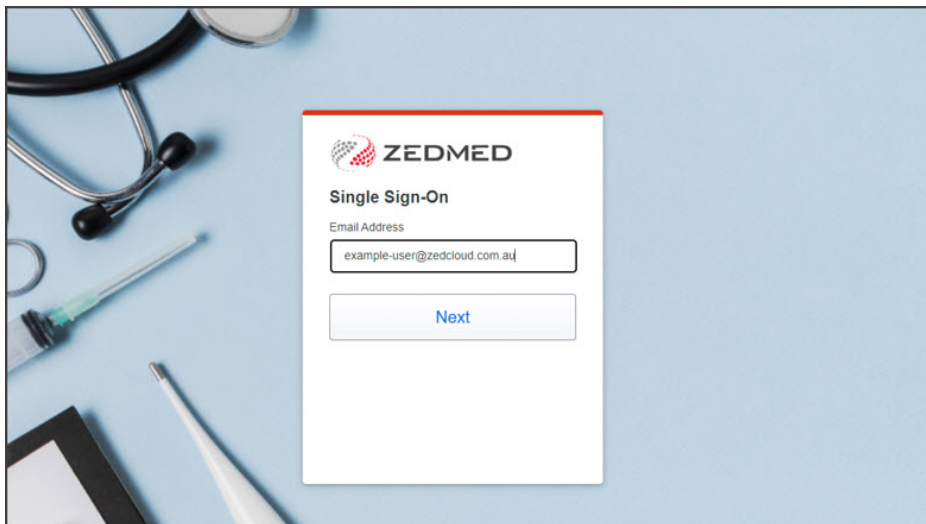 ZEDMED
Single Sign-On
Email Address
example-user@zedcloud.com.au
Next